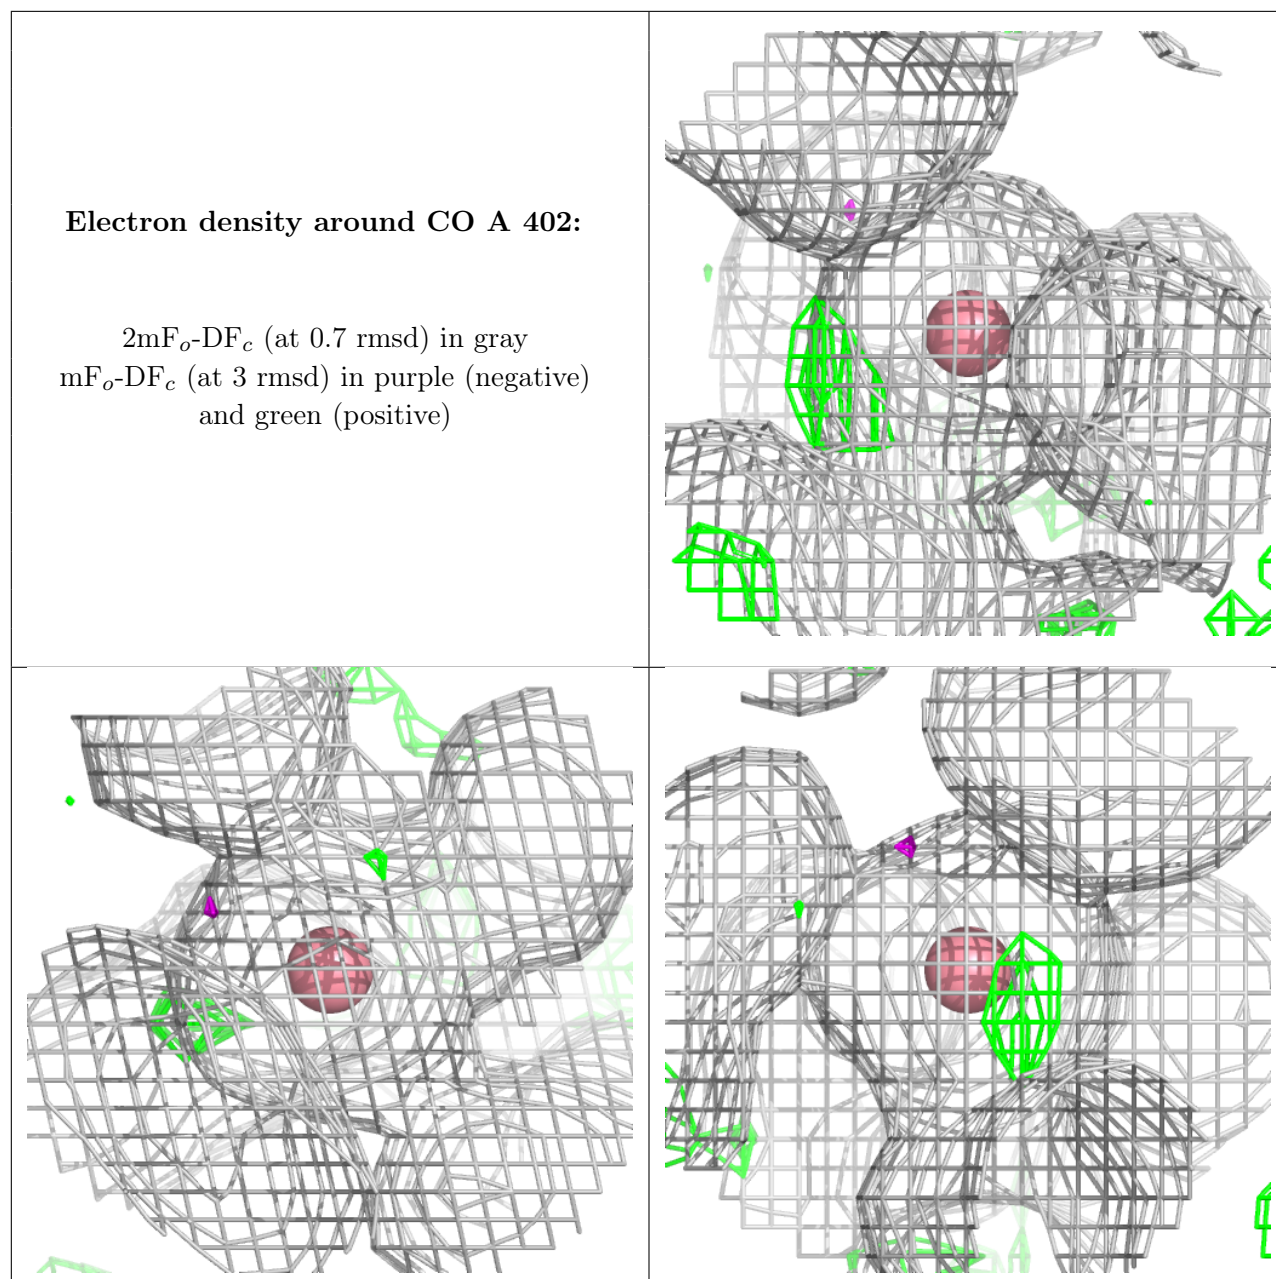 Electron density around CO A 402:
2mFo-DFc (at 0.7 rmsd) in gray
mFo-DFc (at 3 rmsd) in purple (negative)
and green (positive)